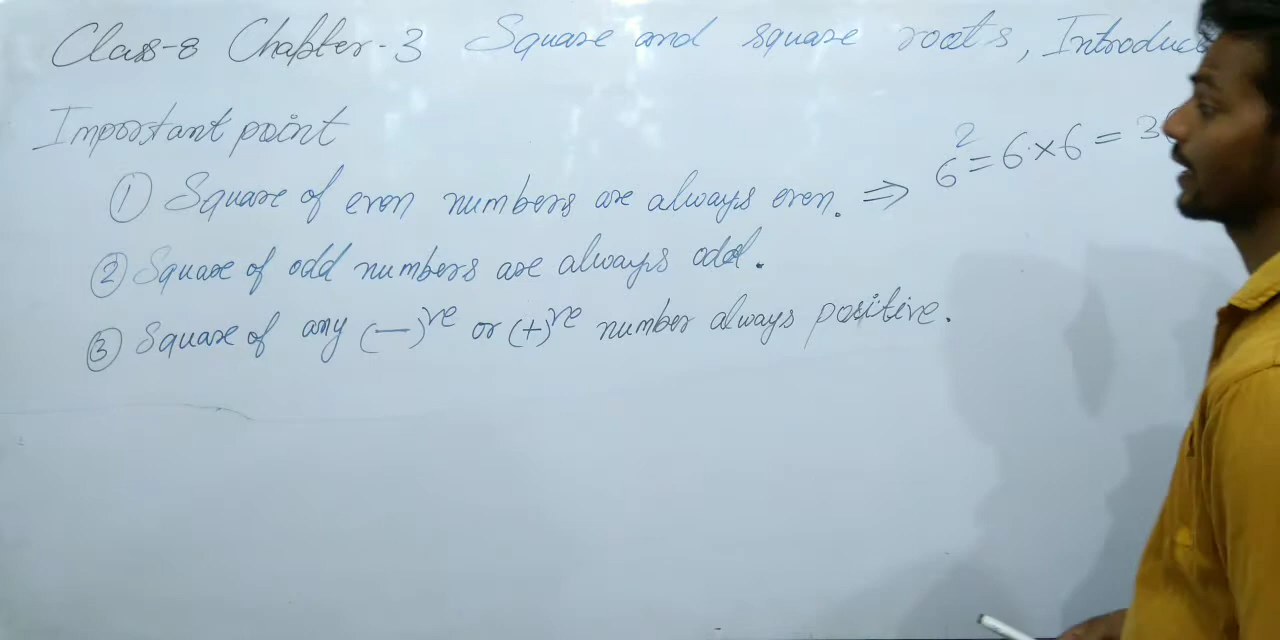 Class-8 Chapter-3 Square and square roots, Introduc
Important point
① Square of even numbers are always even. ⇒ 6² = 6×6 = 3
② Square of odd numbers are always odd.
③ Square of any (—)ve or (+)ve number always positive.